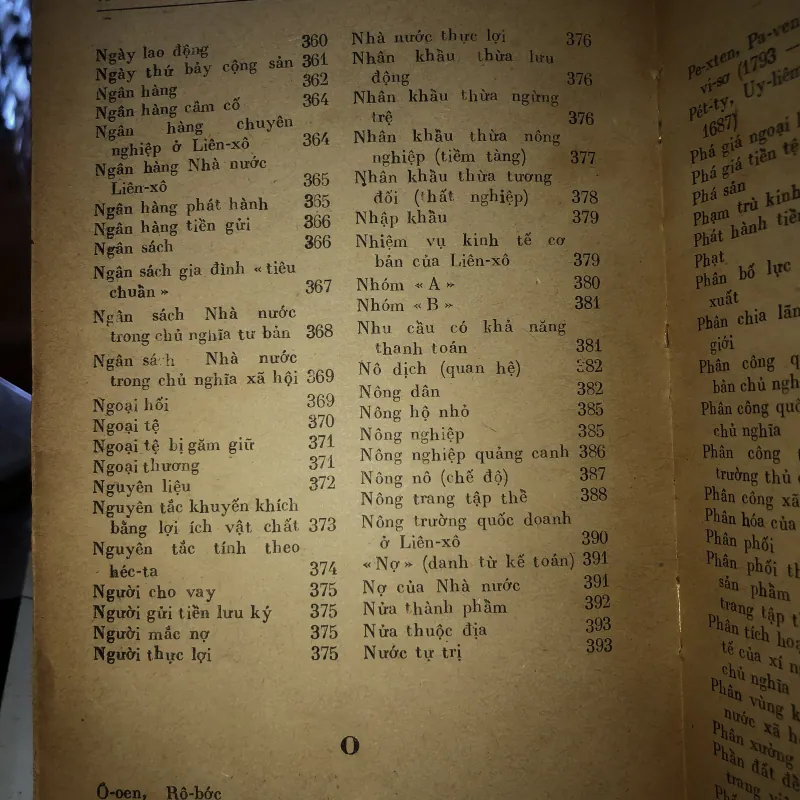 Ngày lao động 360
Ngày thứ bảy cộng sản 361
Ngân hàng 362
Ngân hàng cầm cố 364
Ngân hàng chuyên
nghiệp ở Liên-xô 364
Ngân hàng Nhà nước
Liên-xô 365
Ngân hàng phát hành 365
Ngân hàng tiền gửi 366
Ngân sách 366
Ngân sách gia đình « tiêu
chuẩn » 367
Ngân sách Nhà nước
trong chủ nghĩa tư bản 368
Ngân sách Nhà nước
trong chủ nghĩa xã hội 369
Ngoại hối 369
Ngoại tệ 370
Ngoại tệ bị găm giữ 371
Ngoại thương 371
Nguyên liệu 372
Nguyên tắc khuyến khích
bằng lợi ích vật chất 373
Nguyên tắc tính theo
héc-ta 374
Người cho vay 375
Người gửi tiền lưu ký 375
Người mắc nợ 375
Người thực lợi 375
Nhà nước thực lợi 376
Nhân khẩu thừa lưu
động 376
Nhân khẩu thừa ngừng
trệ 376
Nhân khẩu thừa nông
nghiệp (tiềm tàng) 377
Nhân khẩu thừa tương
đối (thất nghiệp) 378
Nhập khẩu 379
Nhiệm vụ kinh tế cơ
bản của Liên-xô 379
Nhóm « A » 380
Nhóm « B » 381
Nhu cầu có khả năng
thanh toán 381
Nô dịch (quan hệ) 382
Nông dân 382
Nông hộ nhỏ 385
Nông nghiệp 385
Nông nghiệp quảng canh 386
Nông nô (chế độ) 387
Nông trang tập thể 388
Nông trường quốc doanh
ở Liên-xô 390
« Nợ » (danh từ kế toán) 391
Nợ của Nhà nước 391
Nửa thành phẩm 392
Nửa thuộc địa 393
Nước tự trị 393
O
Ô-oen, Rô-bớc
Pe-xten, Pa-ven
vi-sơ (1793 —
Pét-ty, Uy-liêm
1687)
Phá giá ngoại
Phá giá tiền tệ
Phá sản
Phạm trù kinh
Phát hành tiền
Phạt
Phân bố lực
xuất
Phân chia lãn
giới
Phân công
bản chủ ngh
Phân công quố
chủ nghĩa
Phân công
trường thủ
Phân công xã
Phân hóa của
Phân phối
Phân phối th
sản phẩm
trang tập
Phân tích hoạ
tế của xí
chủ nghĩa
Phân vùng k
nước xã h
Phân xưởng
Phần đất
trang